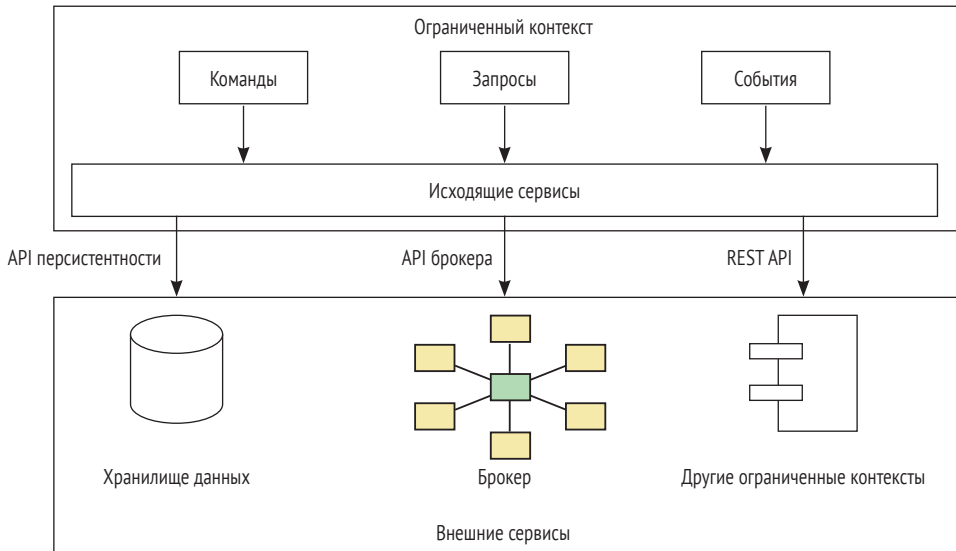 Ограниченный контекст
Команды
Запросы
События
Исходящие сервисы
API персистентности
API брокера
REST API
Хранилище данных
Брокер
Другие ограниченные контексты
Внешние сервисы